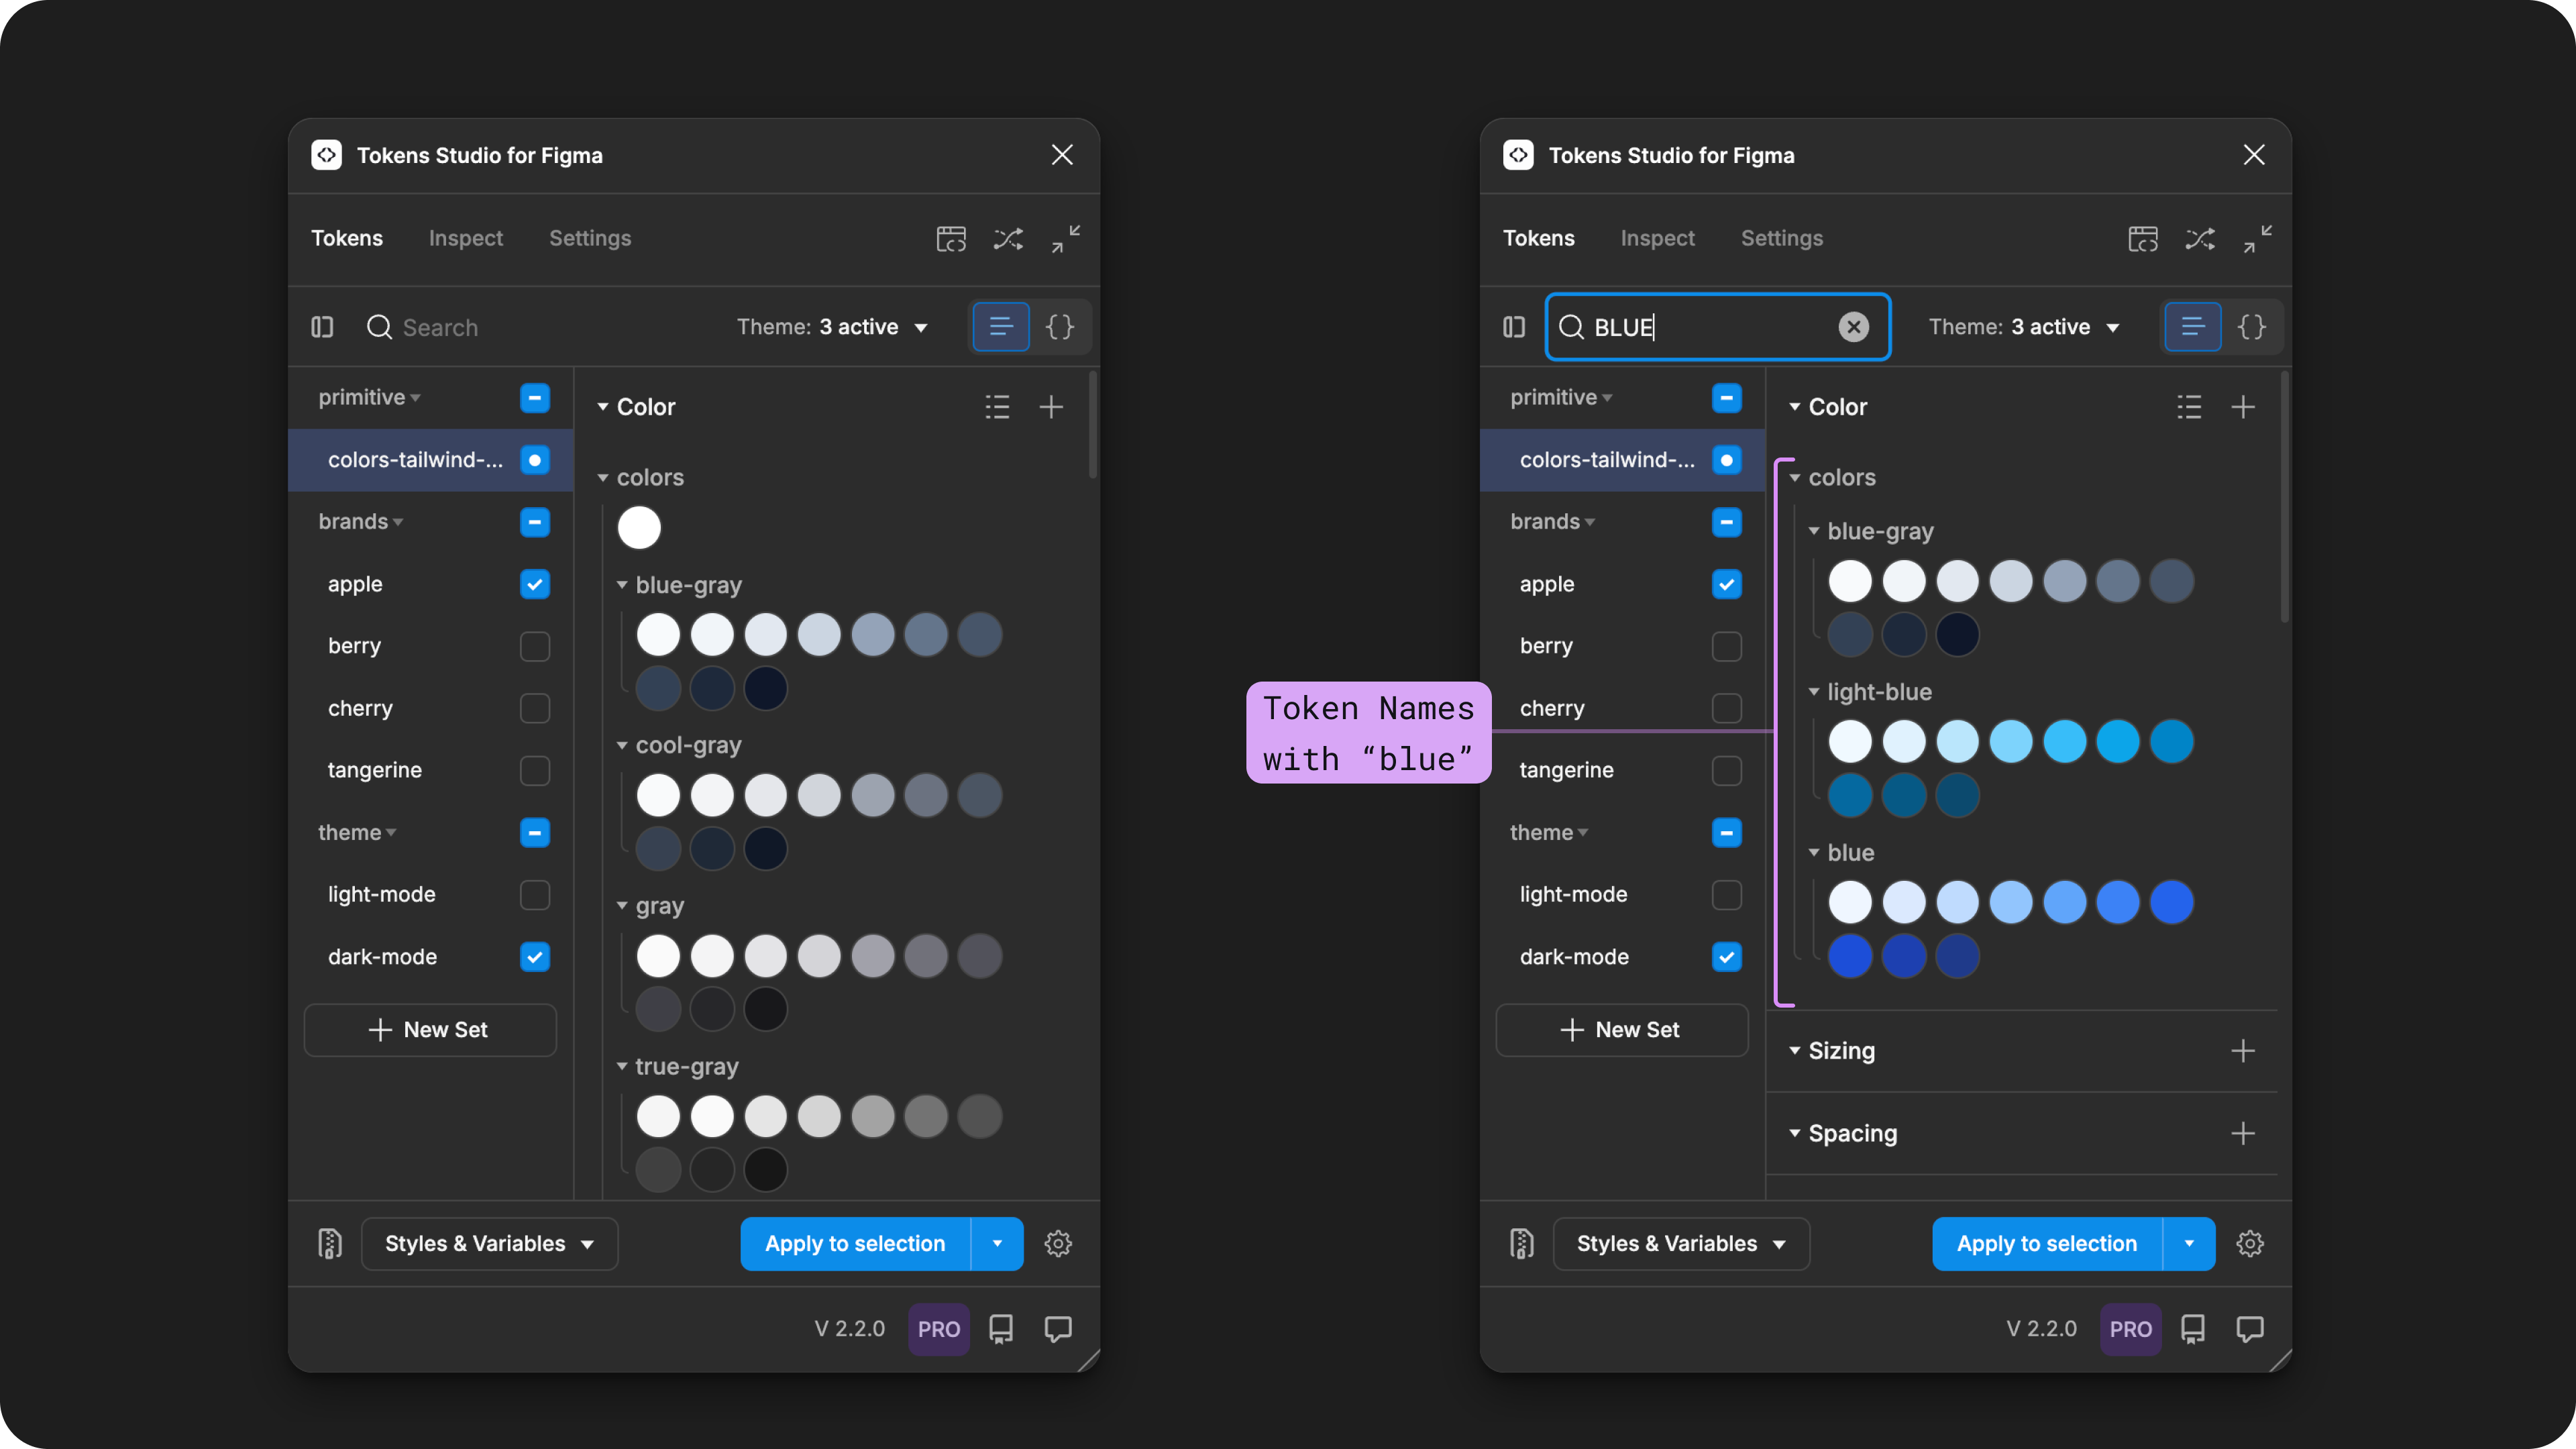 Tokens Studio for Figma
Tokens Inspect Settings
Search Theme: 3 active
primitive
colors-tailwind-...
brands
apple
berry
cherry
tangerine
theme
light-mode
dark-mode
New Set
Color
colors
blue-gray
cool-gray
gray
true-gray
Styles & Variables Apply to selection
V 2.2.0 PRO
Token Names
with “blue”
Tokens Studio for Figma
Tokens Inspect Settings
BLUE Theme: 3 active
primitive
colors-tailwind-...
brands
apple
berry
cherry
tangerine
theme
light-mode
dark-mode
New Set
Color
colors
blue-gray
light-blue
blue
Sizing
Spacing
Styles & Variables Apply to selection
V 2.2.0 PRO